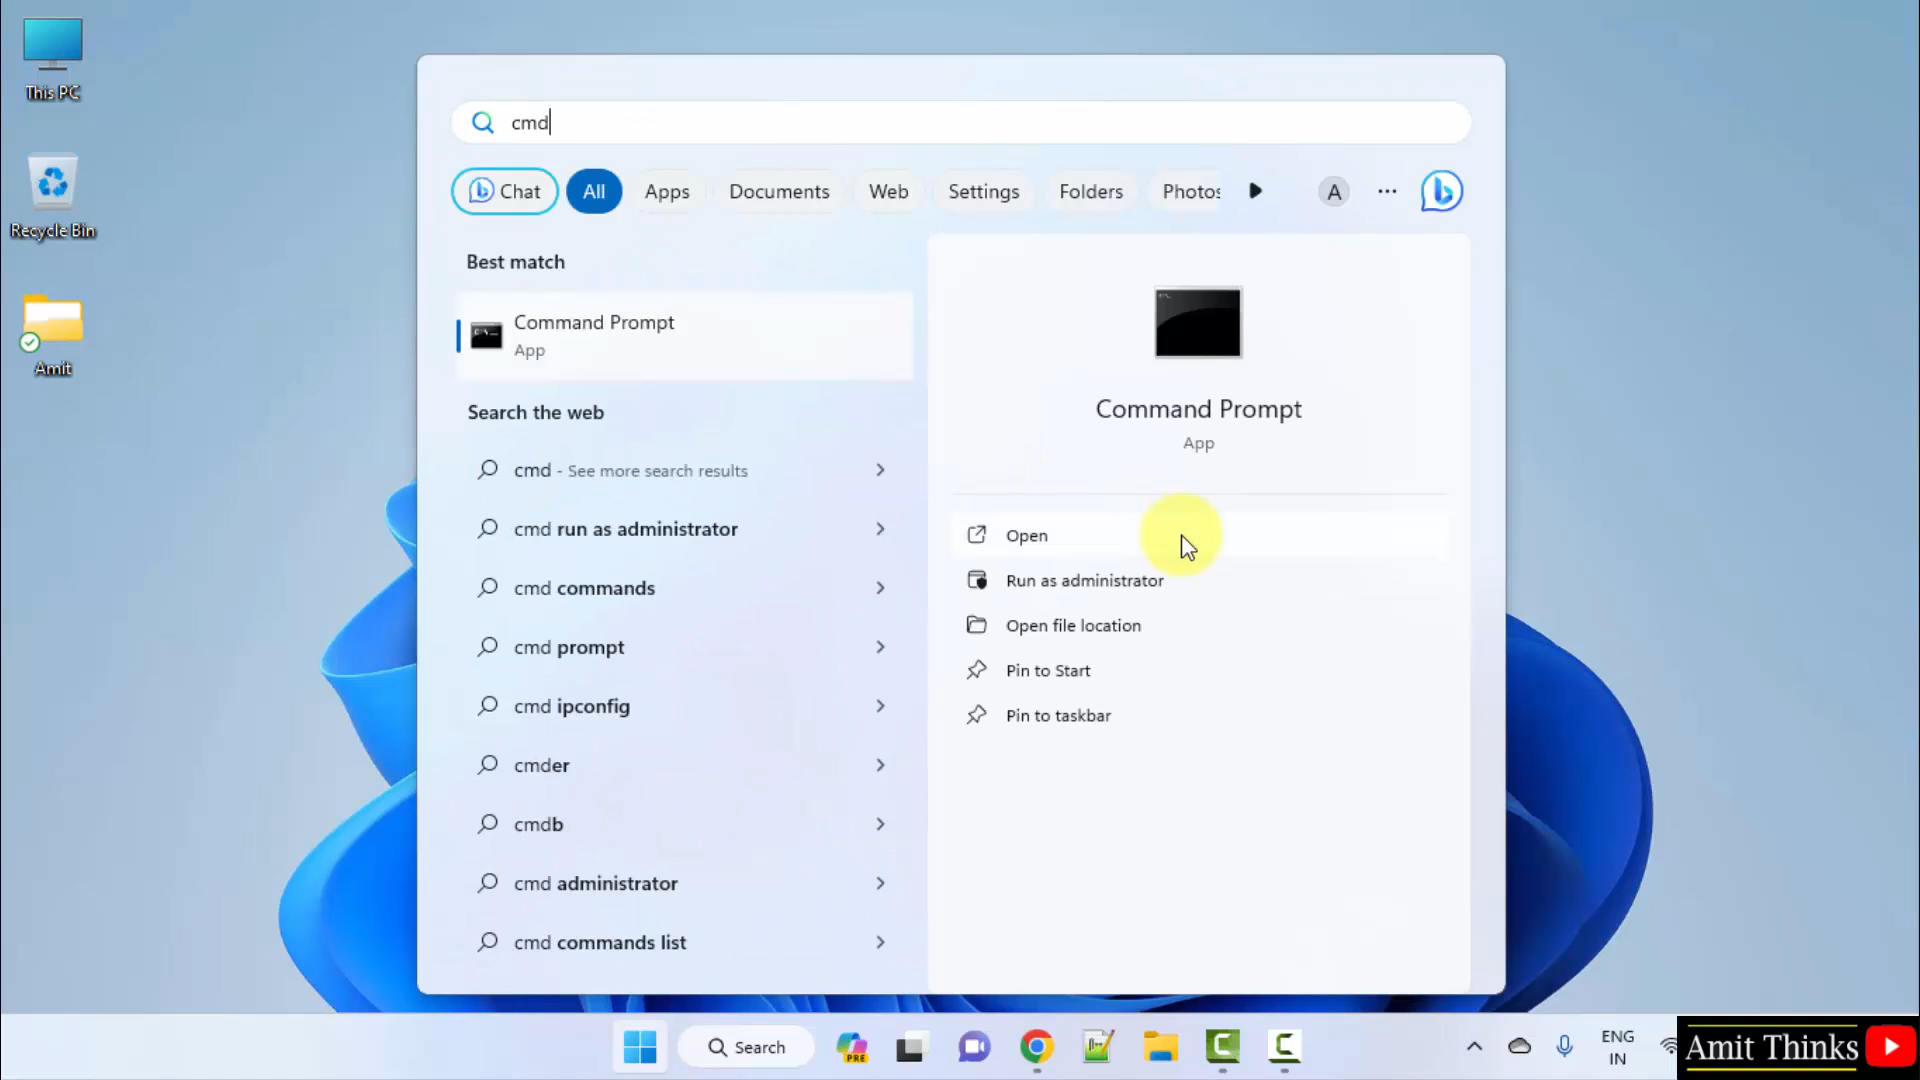 This PC
Recycle Bin
Amit
cmd
Chat
All
Apps
Documents
Web
Settings
Folders
Photos
A
Best match
Command Prompt
App
Search the web
cmd - See more search results
cmd run as administrator
cmd commands
cmd prompt
cmd ipconfig
cmder
cmdb
cmd administrator
cmd commands list
Command Prompt
App
Open
Run as administrator
Open file location
Pin to Start
Pin to taskbar
Search
PRE
ENG
IN
Amit Thinks